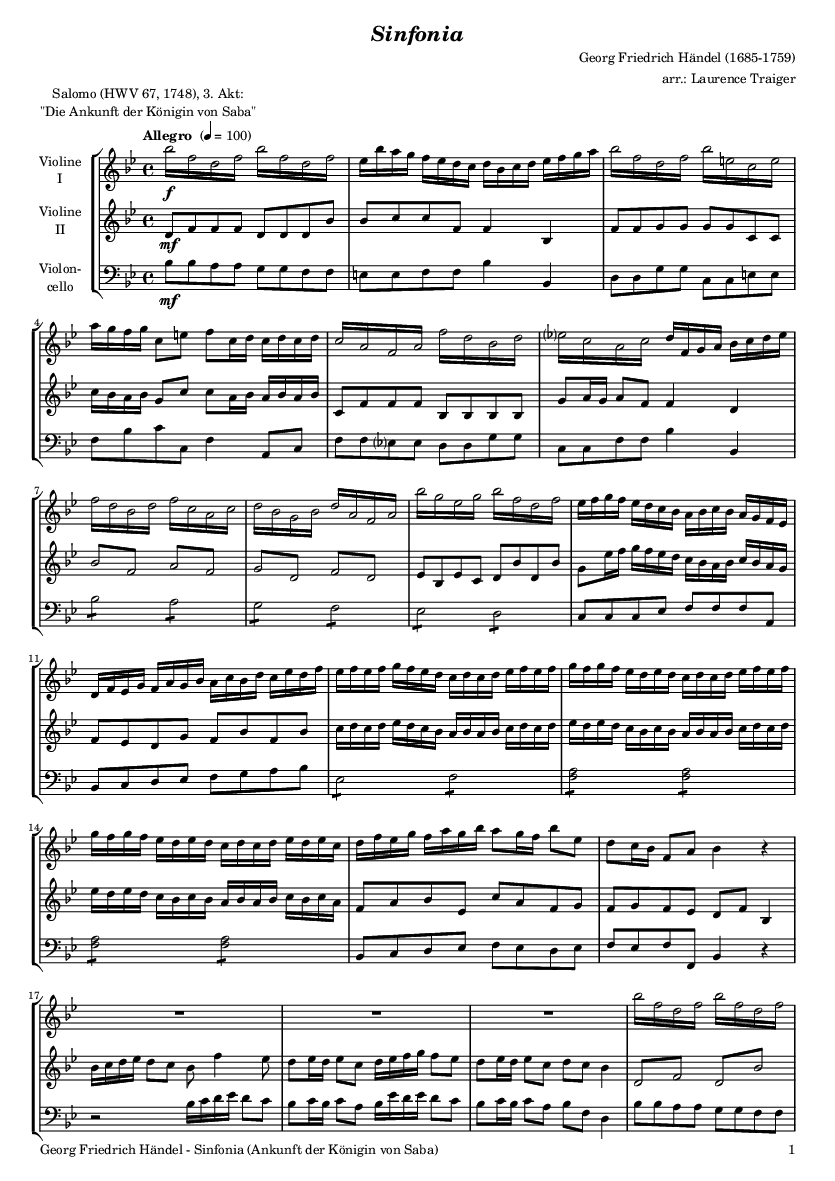 Sinfonia
Georg Friedrich Händel (1685-1759)
arr.: Laurence Traiger
Salomo (HWV 67, 1748), 3. Akt:
"Die Ankunft der Königin von Saba"
Allegro (♩ = 100)
Violine
I
f
Violine
II
mf
Violon-
cello
mf
4
7
11
14
17
Georg Friedrich Händel - Sinfonia (Ankunft der Königin von Saba) 1